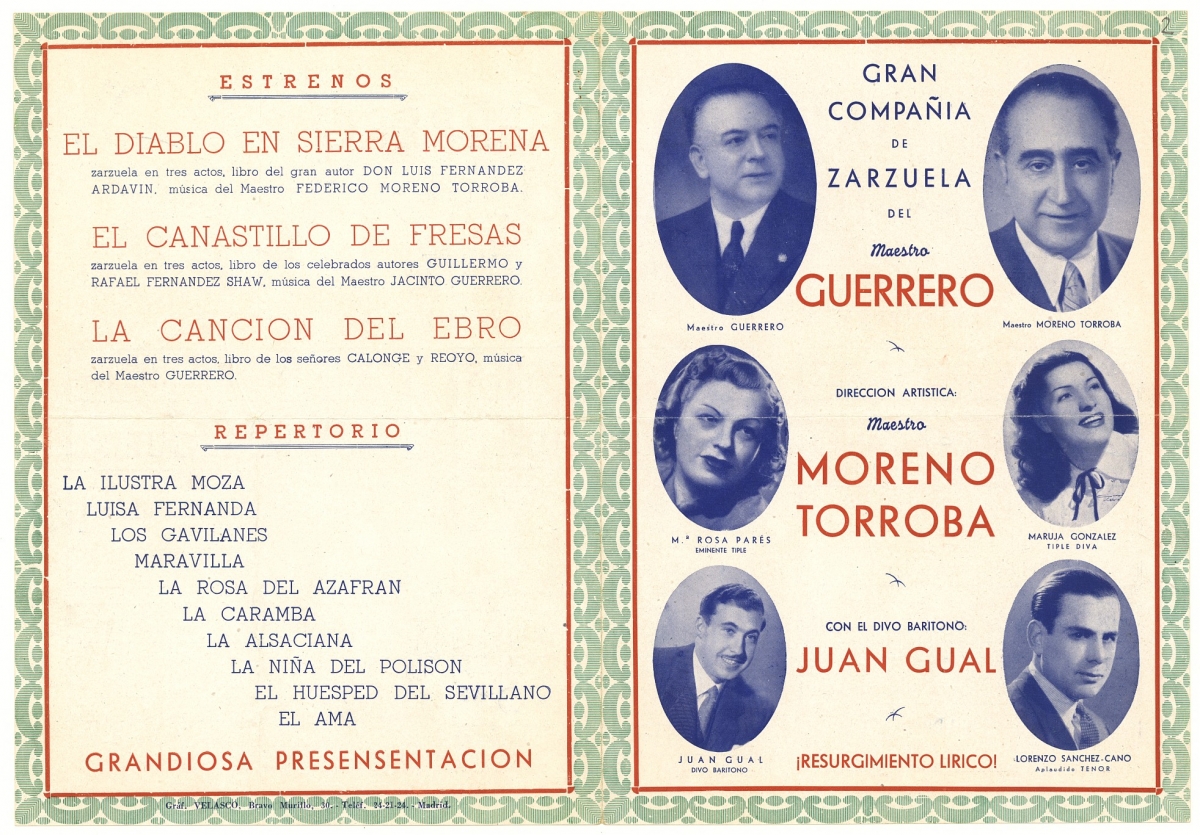 ESTRENOS
EL DIABLO EN SIERRA MORENA
zarzuela en tres actos, libro del gran autor DON LUIS FERNANDEZ
ARDAVIN, música del Maestro FEDERICO MORENO TORROBA.
EL CANASTILLO DE FRESAS
zarzuela en tres actos, libro de los celebrados autores GUILLERMO y
RAFAEL FERNANDEZ SHAW, música del Maestro JACINTO GUERRERO.
LA CANCION DEL EBRO
zarzuela en tres actos, libro de los señores CALONGE y REOYO, música
del Maestro GUERRERO.
REPERTORIO
LA ILUSTRA MOZA
LUISA FERNANDA
LOS GAVILANES
MARAVILLA
LA ROSA DEL AZAFRAN
LA CARAMBA
LA ALSACIANA
LA NIÑA DEL POLISON
EL HUESPED DEL SEVILLANO
EL AMA
GRANDIOSA PRESENSENTACION
Gráf. VELASCO, Bravo Murillo, 30. - Teléf. 24-21-24. - Madrid.
2
GRAN
COMPAÑIA
DE
ZARZUELA
DEL
Maestro
GUERRERO
Maestro GUERRERO
Maestro MORENO TORROBA
DIRECCION ARTISTICA:
Maestro
MORENO
TORROBA
M.ª ROSA PARÉS
EMINENTE TIPLE
MARUJA GONZALEZ
TIPLE DIVA
CON EL DIVO BARITONO:
JUAN GUAL
JUAN GUAL
DIVO BARITONO
¡RESURGIMIENTO LIRICO!
LORENZO SANCHEZ-CANO
Aplaudido TENOR